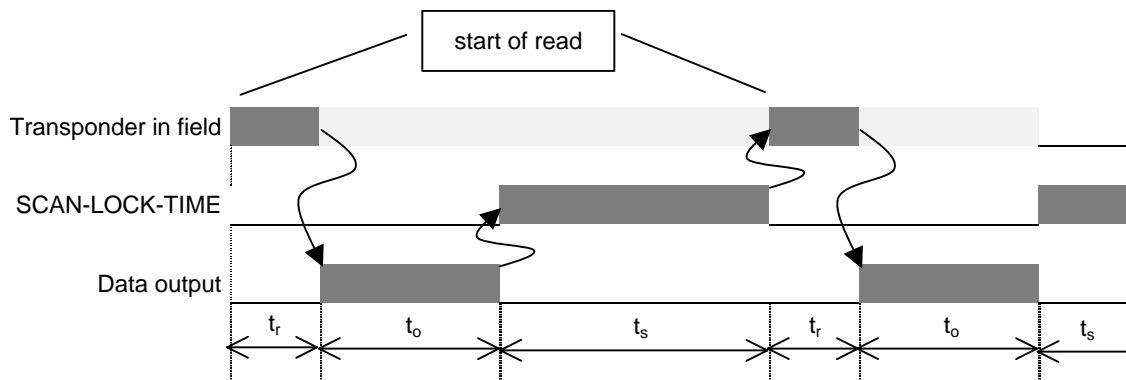 start of read
Transponder in field
SCAN-LOCK-TIME
Data output
tr to ts tr to ts